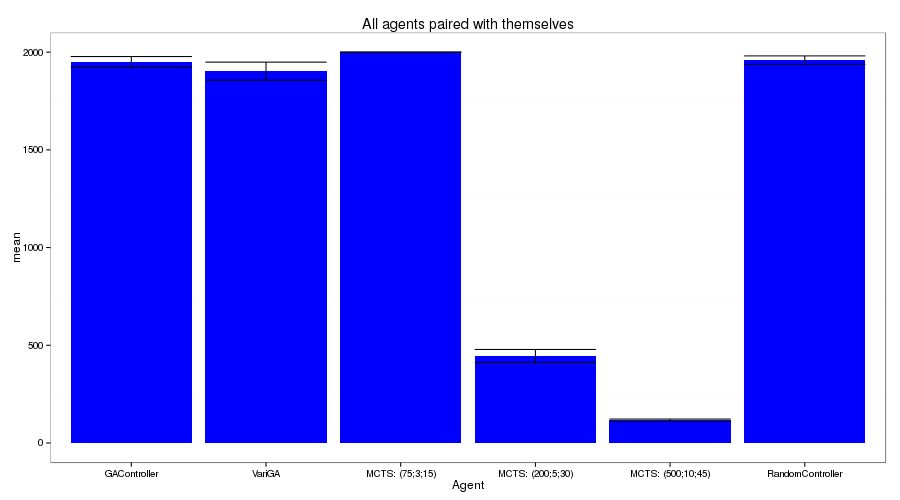 All agents paired with themselves
2000
1500
1000
500
0
mean
GAController VariGA MCTS: (75;3;15) MCTS: (200;5;30) MCTS: (500;10;45) RandomController
Agent